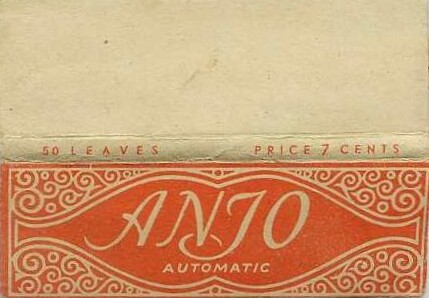 50 LEAVES PRICE 7 CENTS
ANJO
AUTOMATIC